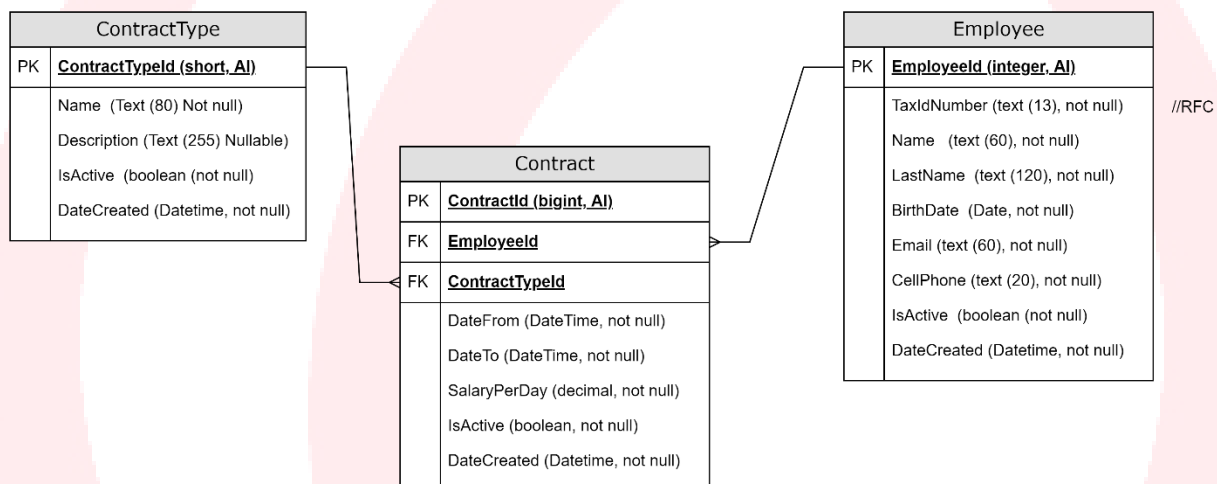 ContractType
PK ContractTypeId (short, AI)
Name (Text (80) Not null)
Description (Text (255) Nullable)
IsActive (boolean (not null)
DateCreated (Datetime, not null)
Contract
PK ContractId (bigint, AI)
FK EmployeeId
FK ContractTypeId
DateFrom (DateTime, not null)
DateTo (DateTime, not null)
SalaryPerDay (decimal, not null)
IsActive (boolean, not null)
DateCreated (Datetime, not null)
Employee
PK EmployeeId (integer, AI)
TaxIdNumber (text (13), not null) //RFC
Name (text (60), not null)
LastName (text (120), not null)
BirthDate (Date, not null)
Email (text (60), not null)
CellPhone (text (20), not null)
IsActive (boolean (not null)
DateCreated (Datetime, not null)